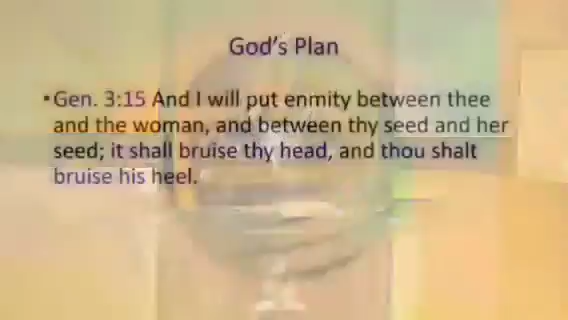 God's Plan
•Gen. 3:15 And I will put enmity between thee
and the woman, and between thy seed and her
seed; it shall bruise thy head, and thou shalt
bruise his heel.